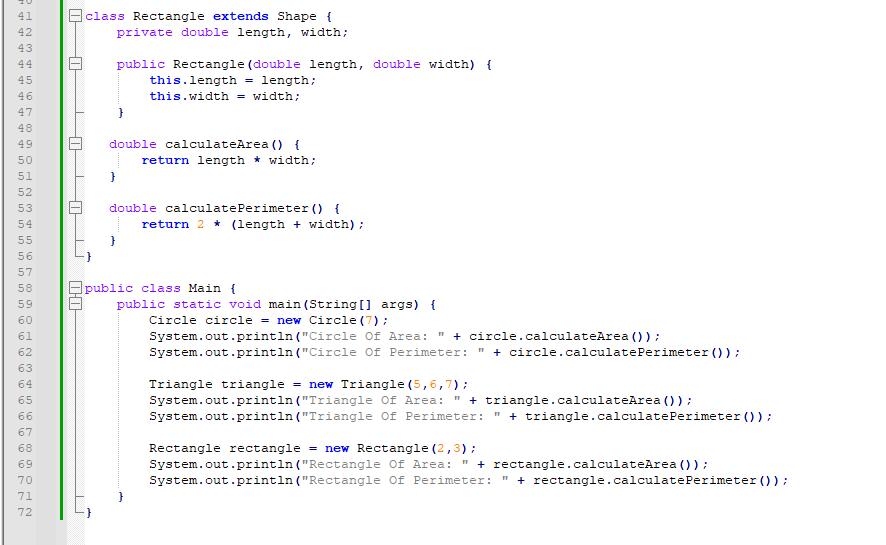 40
41 class Rectangle extends Shape {
42 private double length, width;
43
44 public Rectangle(double length, double width) {
45 this.length = length;
46 this.width = width;
47 }
48
49 double calculateArea() {
50 return length * width;
51 }
52
53 double calculatePerimeter() {
54 return 2 * (length + width);
55 }
56 }
57
58 public class Main {
59 public static void main(String[] args) {
60 Circle circle = new Circle(7);
61 System.out.println("Circle Of Area: " + circle.calculateArea());
62 System.out.println("Circle Of Perimeter: " + circle.calculatePerimeter());
63
64 Triangle triangle = new Triangle(5,6,7);
65 System.out.println("Triangle Of Area: " + triangle.calculateArea());
66 System.out.println("Triangle Of Perimeter: " + triangle.calculatePerimeter());
67
68 Rectangle rectangle = new Rectangle(2,3);
69 System.out.println("Rectangle Of Area: " + rectangle.calculateArea());
70 System.out.println("Rectangle Of Perimeter: " + rectangle.calculatePerimeter());
71 }
72 }